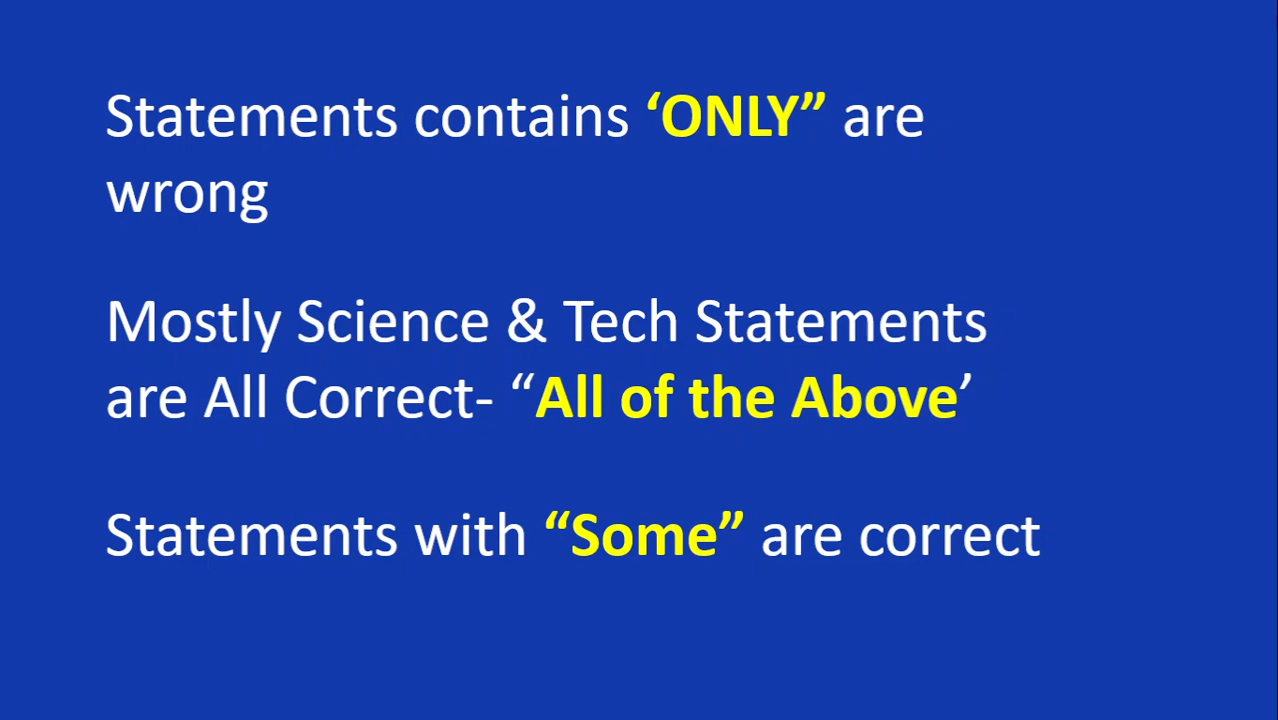 Statements contains ‘ONLY” are
wrong
Mostly Science & Tech Statements
are All Correct- “All of the Above’
Statements with “Some” are correct